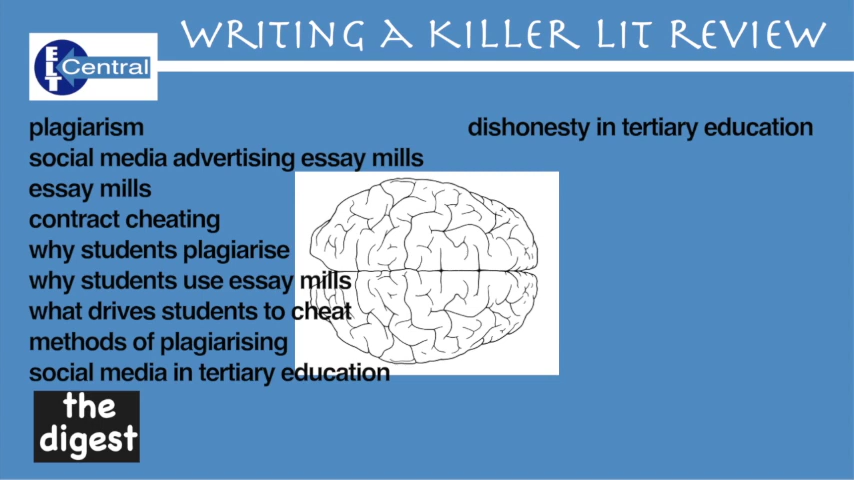 WRITING A KILLER LIT REVIEW
ELT
Central
plagiarism
social media advertising essay mills
essay mills
contract cheating
why students plagiarise
why students use essay mills
what drives students to cheat
methods of plagiarising
social media in tertiary education
dishonesty in tertiary education
the
digest